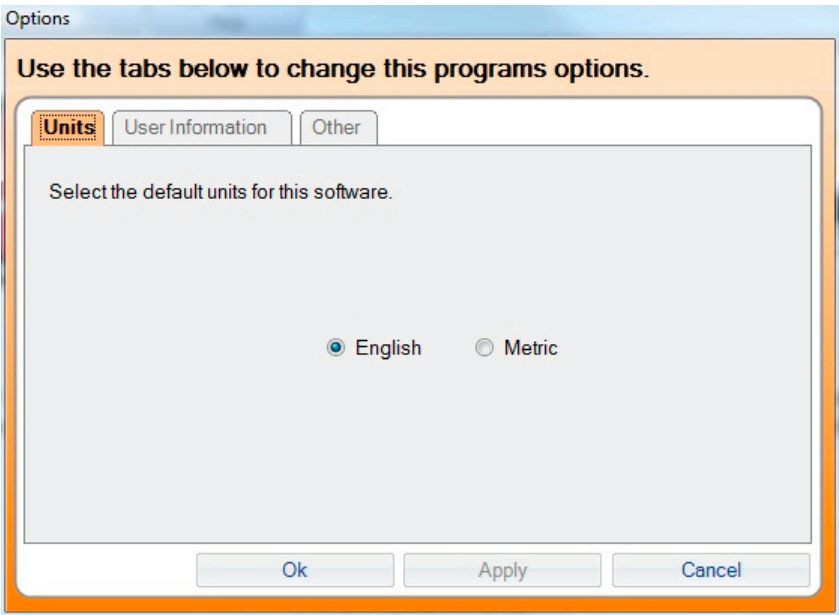 Options
Use the tabs below to change this programs options.
Units User Information Other
Select the default units for this software.
English Metric
Ok Apply Cancel